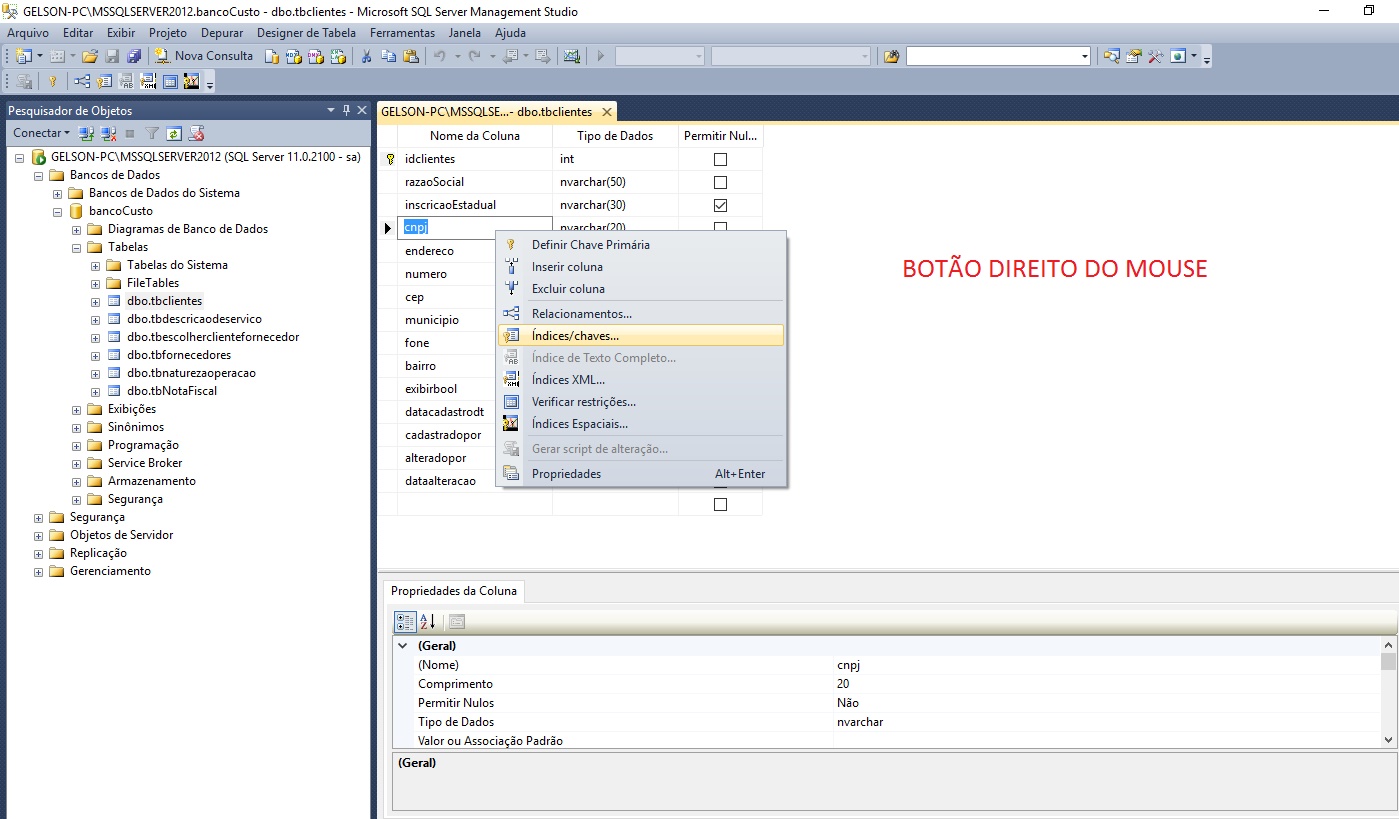 GELSON-PC\MSSQLSERVER2012.bancoCusto - dbo.tbclientes - Microsoft SQL Server Management Studio
Arquivo Editar Exibir Projeto Depurar Designer de Tabela Ferramentas Janela Ajuda
Nova Consulta
Pesquisador de Objetos
Conectar
GELSON-PC\MSSQLSERVER2012 (SQL Server 11.0.2100 - sa)
Bancos de Dados
Bancos de Dados do Sistema
bancoCusto
Diagramas de Banco de Dados
Tabelas
Tabelas do Sistema
FileTables
dbo.tbclientes
dbo.tbdescricaodeservico
dbo.tbescolherclientefornecedor
dbo.tbfornecedores
dbo.tbnaturezaoperacao
dbo.tbNotaFiscal
Exibições
Sinônimos
Programação
Service Broker
Armazenamento
Segurança
Segurança
Objetos de Servidor
Replicação
Gerenciamento
GELSON-PC\MSSQLSE...- dbo.tbclientes
Nome da Coluna Tipo de Dados Permitir Nul...
idclientes int
razaoSocial nvarchar(50)
inscricaoEstadual nvarchar(30)
cnpj nvarchar(20)
endereco
numero
cep
municipio
fone
bairro
exibirbool
datacadastrodt
cadastradopor
alteradopor
dataalteracao
Definir Chave Primária
Inserir coluna
Excluir coluna
Relacionamentos...
Índices/chaves...
Índice de Texto Completo...
Índices XML...
Verificar restrições...
Índices Espaciais...
Gerar script de alteração...
Propriedades Alt+Enter
BOTÃO DIREITO DO MOUSE
Propriedades da Coluna
(Geral)
(Nome) cnpj
Comprimento 20
Permitir Nulos Não
Tipo de Dados nvarchar
Valor ou Associação Padrão
(Geral)